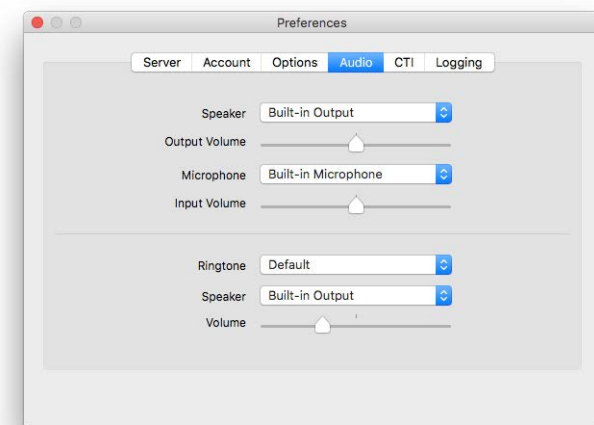 Preferences
Server Account Options Audio CTI Logging
Speaker Built-in Output
Output Volume
Microphone Built-in Microphone
Input Volume
Ringtone Default
Speaker Built-in Output
Volume